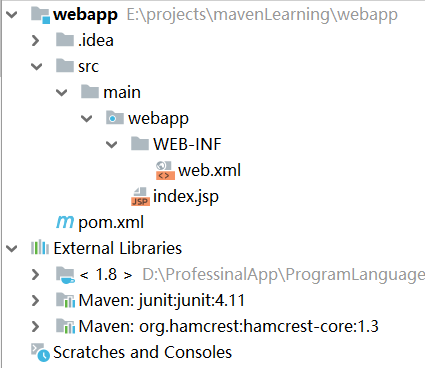 webapp E:\projects\mavenLearning\webapp
.idea
src
main
webapp
WEB-INF
web.xml
JSP index.jsp
m pom.xml
External Libraries
< 1.8 > D:\ProfessinalApp\ProgramLanguage
Maven: junit:junit:4.11
Maven: org.hamcrest:hamcrest-core:1.3
Scratches and Consoles